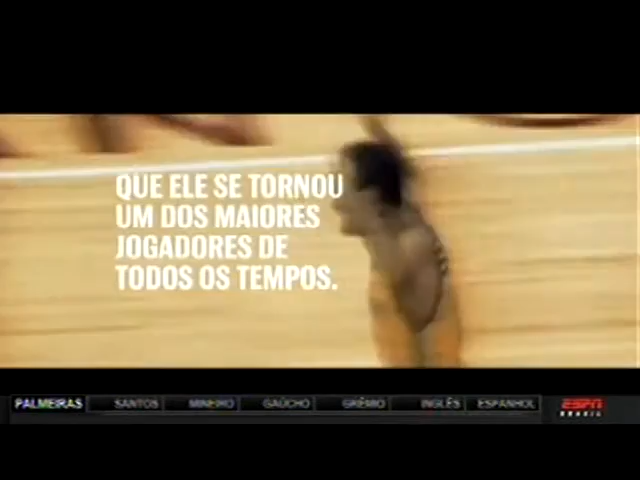 QUE ELE SE TORNOU
UM DOS MAIORES
JOGADORES DE
TODOS OS TEMPOS.
PALMEIRAS SANTOS MINEIRO GAÚCHO GRÊMIO INGLÊS ESPANHOL ESPN
BRASIL